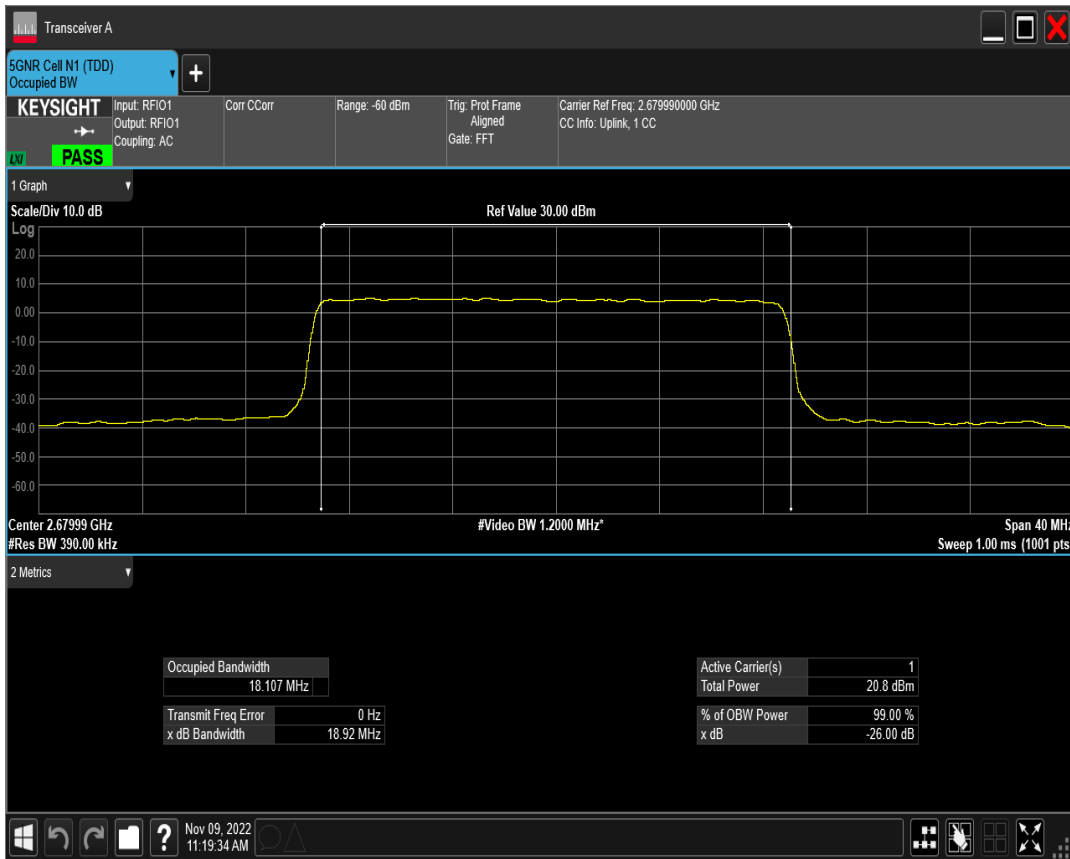 Transceiver A
5GNR Cell N1 (TDD)
Occupied BW
+
KEYSIGHT
LXI
PASS
Input: RFIO1
Output: RFIO1
Coupling: AC
Corr CCorr
Range: -60 dBm
Trig: Prot Frame
Aligned
Gate: FFT
Carrier Ref Freq: 2.679990000 GHz
CC Info: Uplink, 1 CC
1 Graph
Scale/Div 10.0 dB
Ref Value 30.00 dBm
Log
20.0
10.0
0.00
-10.0
-20.0
-30.0
-40.0
-50.0
-60.0
Center 2.67999 GHz
#Video BW 1.2000 MHz*
Span 40 MHz
#Res BW 390.00 kHz
Sweep 1.00 ms (1001 pts
2 Metrics
Occupied Bandwidth
18.107 MHz
Transmit Freq Error 0 Hz
x dB Bandwidth 18.92 MHz
Active Carrier(s) 1
Total Power 20.8 dBm
% of OBW Power 99.00 %
x dB -26.00 dB
?
Nov 09, 2022
11:19:34 AM